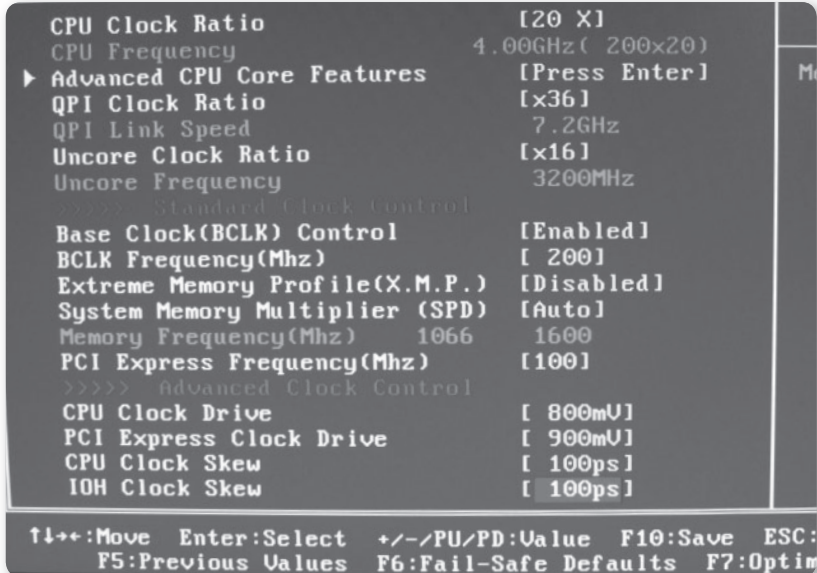 CPU Clock Ratio [20 X]
CPU Frequency 4.00GHz( 200x20)
▶ Advanced CPU Core Features [Press Enter]
QPI Clock Ratio [x36]
QPI Link Speed 7.2GHz
Uncore Clock Ratio [x16]
Uncore Frequency 3200MHz
>>>>> Standard Clock Control
Base Clock(BCLK) Control [Enabled]
BCLK Frequency(Mhz) [ 200]
Extreme Memory Profile(X.M.P.) [Disabled]
System Memory Multiplier (SPD) [Auto]
Memory Frequency(Mhz) 1066 1600
PCI Express Frequency(Mhz) [100]
>>>>> Advanced Clock Control
CPU Clock Drive [ 800mV]
PCI Express Clock Drive [ 900mV]
CPU Clock Skew [ 100ps]
IOH Clock Skew [ 100ps]
↑↓→←:Move Enter:Select +/-/PU/PD:Value F10:Save ESC:
F5:Previous Values F6:Fail-Safe Defaults F7:Optim